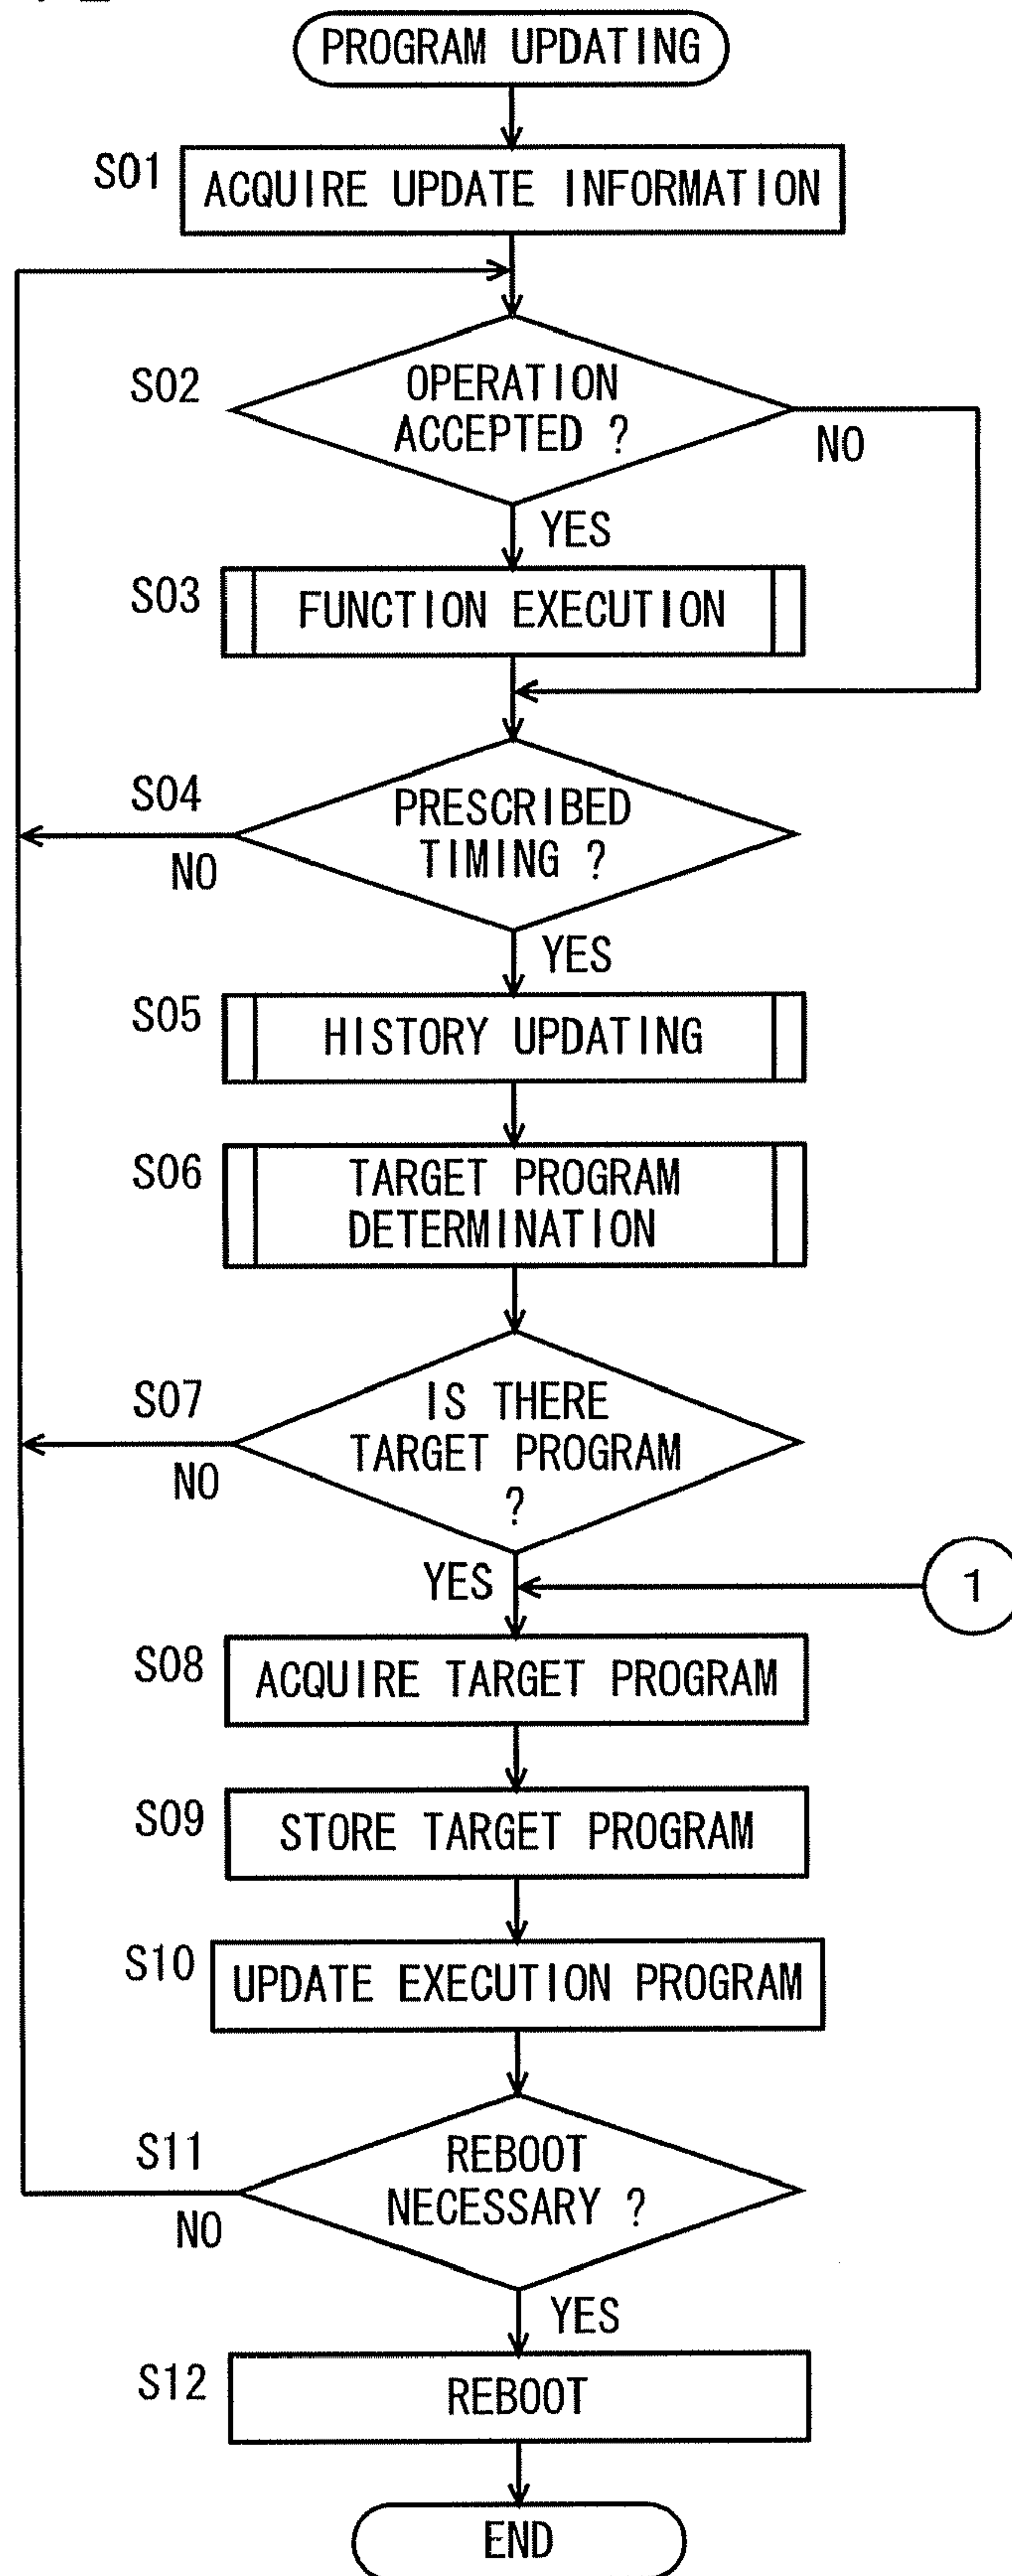 PROGRAM UPDATING
S01
ACQUIRE UPDATE INFORMATION
S02
OPERATION
ACCEPTED ?
NO
YES
S03
FUNCTION EXECUTION
S04
PRESCRIBED
TIMING ?
NO
YES
S05
HISTORY UPDATING
S06
TARGET PROGRAM
DETERMINATION
S07
IS THERE
TARGET PROGRAM
?
NO
YES
1
S08
ACQUIRE TARGET PROGRAM
S09
STORE TARGET PROGRAM
S10
UPDATE EXECUTION PROGRAM
S11
REBOOT
NECESSARY ?
NO
YES
S12
REBOOT
END